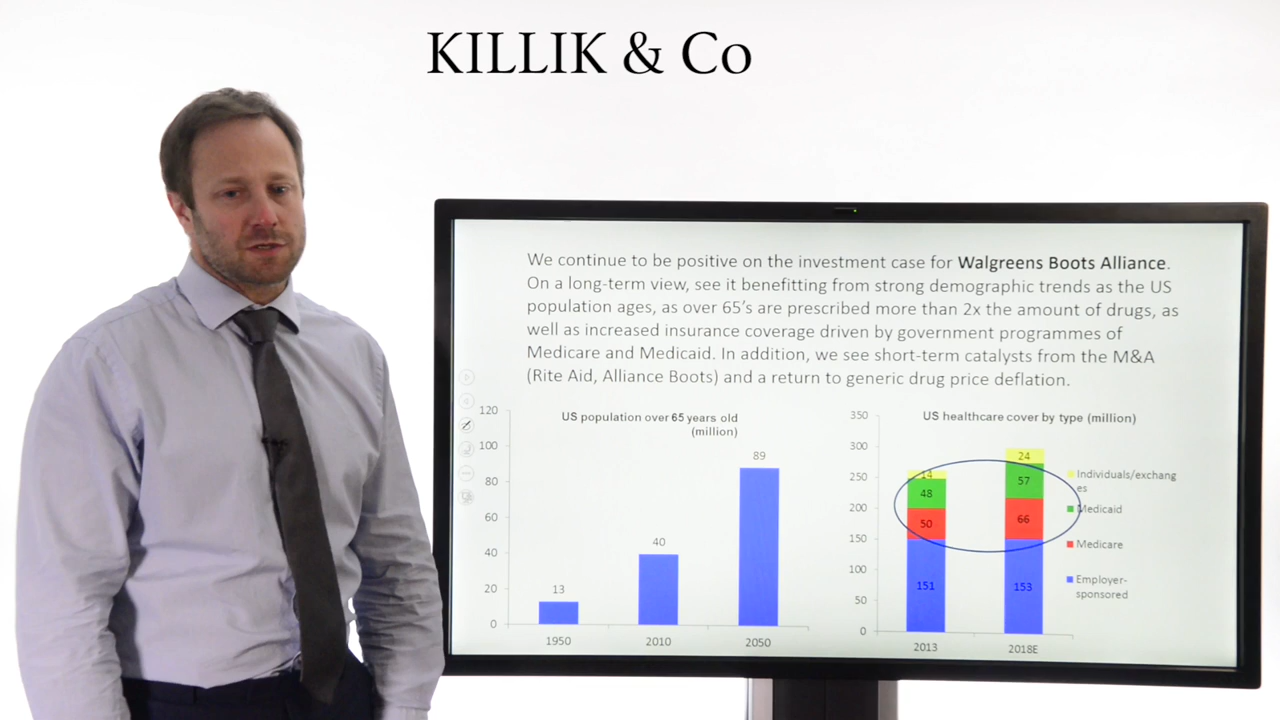 KILLIK & Co
We continue to be positive on the investment case for Walgreens Boots Alliance.
On a long-term view, see it benefitting from strong demographic trends as the US
population ages, as over 65's are prescribed more than 2x the amount of drugs, as
well as increased insurance coverage driven by government programmes of
Medicare and Medicaid. In addition, we see short-term catalysts from the M&A
(Rite Aid, Alliance Boots) and a return to generic drug price deflation.
US population over 65 years old
(million)
120
100
80
60
40
20
0
13
40
89
1950
2010
2050
US healthcare cover by type (million)
350
300
250
200
150
100
50
0
14
48
50
151
24
57
66
153
2013
2018E
Individuals/exchang
es
Medicaid
Medicare
Employer-
sponsored